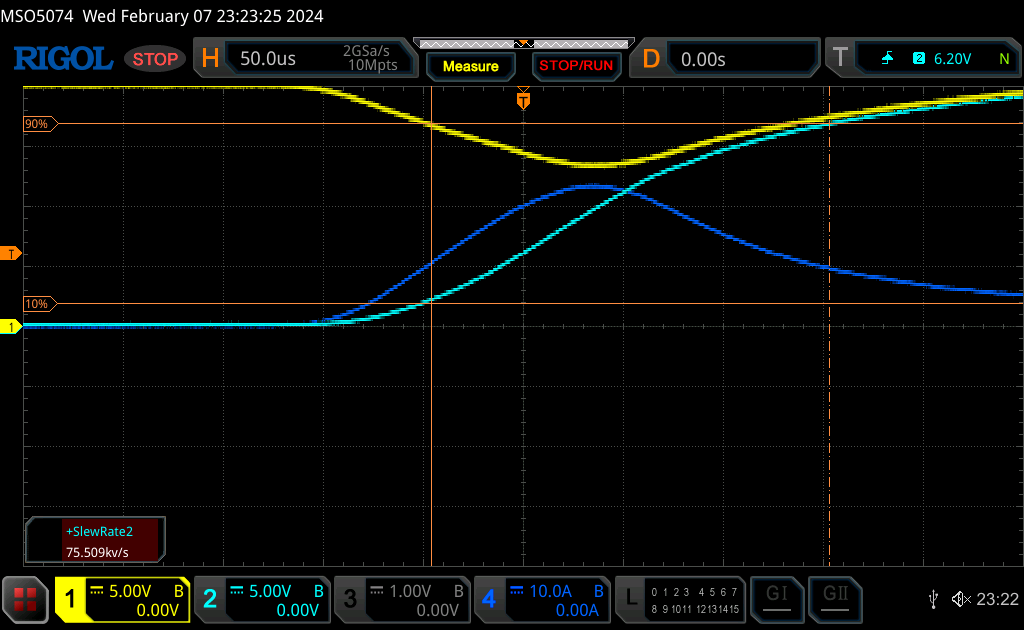 MSO5074 Wed February 07 23:23:25 2024
RIGOL STOP H 50.0us 2GSa/s 10Mpts Measure STOP/RUN D 0.00s T 2 6.20V N
T
90%
T
10%
1
+SlewRate2
75.509kv/s
1 5.00V B 0.00V 2 5.00V B 0.00V 3 1.00V B 0.00V 4 10.0A B 0.00A L 0 1 2 3 4 5 6 7 8 9 10 11 12 13 14 15 GI GII 23:22